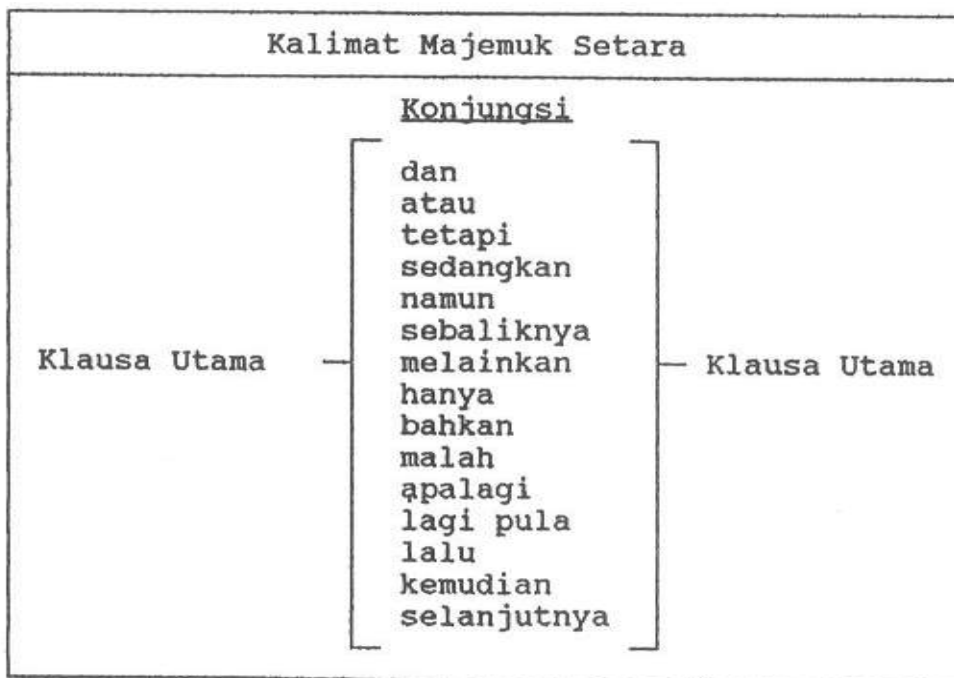 Kalimat Majemuk Setara
Konjungsi
dan
atau
tetapi
sedangkan
namun
sebaliknya
Klausa Utama melainkan Klausa Utama
hanya
bahkan
malah
apalagi
lagi pula
lalu
kemudian
selanjutnya